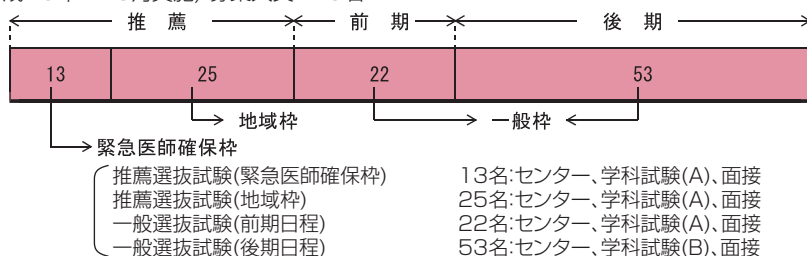 推薦 前期 後期
13 25 22 53
地域枠 一般枠
緊急医師確保枠
推薦選抜試験(緊急医師確保枠) 13名:センター、学科試験(A)、面接
推薦選抜試験(地域枠) 25名:センター、学科試験(A)、面接
一般選抜試験(前期日程) 22名:センター、学科試験(A)、面接
一般選抜試験(後期日程) 53名:センター、学科試験(B)、面接